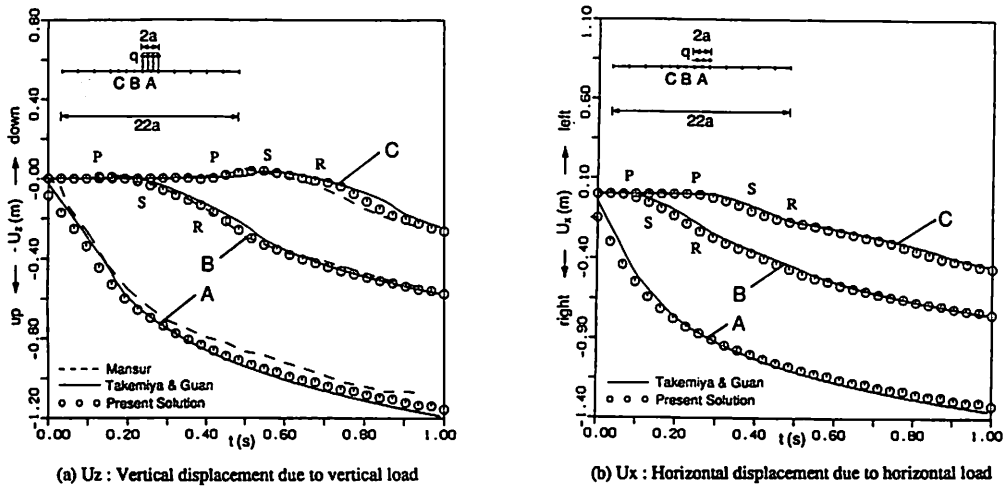 0.80
0.40
-0.00
-0.40
-0.80
-1.20
down
- Uz (m)
up
2a
q
C B A
22a
P
P
S
R
S
R
C
B
A
Mansur
Takemiya & Guan
Present Solution
0.00
0.20
0.40
0.60
0.80
1.00
t (s)
(a) Uz : Vertical displacement due to vertical load
1.10
0.60
0.10
-0.40
-0.90
-1.40
left
Ux (m)
right
2a
q
C B A
22a
P
P
S
R
S
R
C
B
A
Takemiya & Guan
Present Solution
0.00
0.20
0.40
0.60
0.80
1.00
t (s)
(b) Ux : Horizontal displacement due to horizontal load